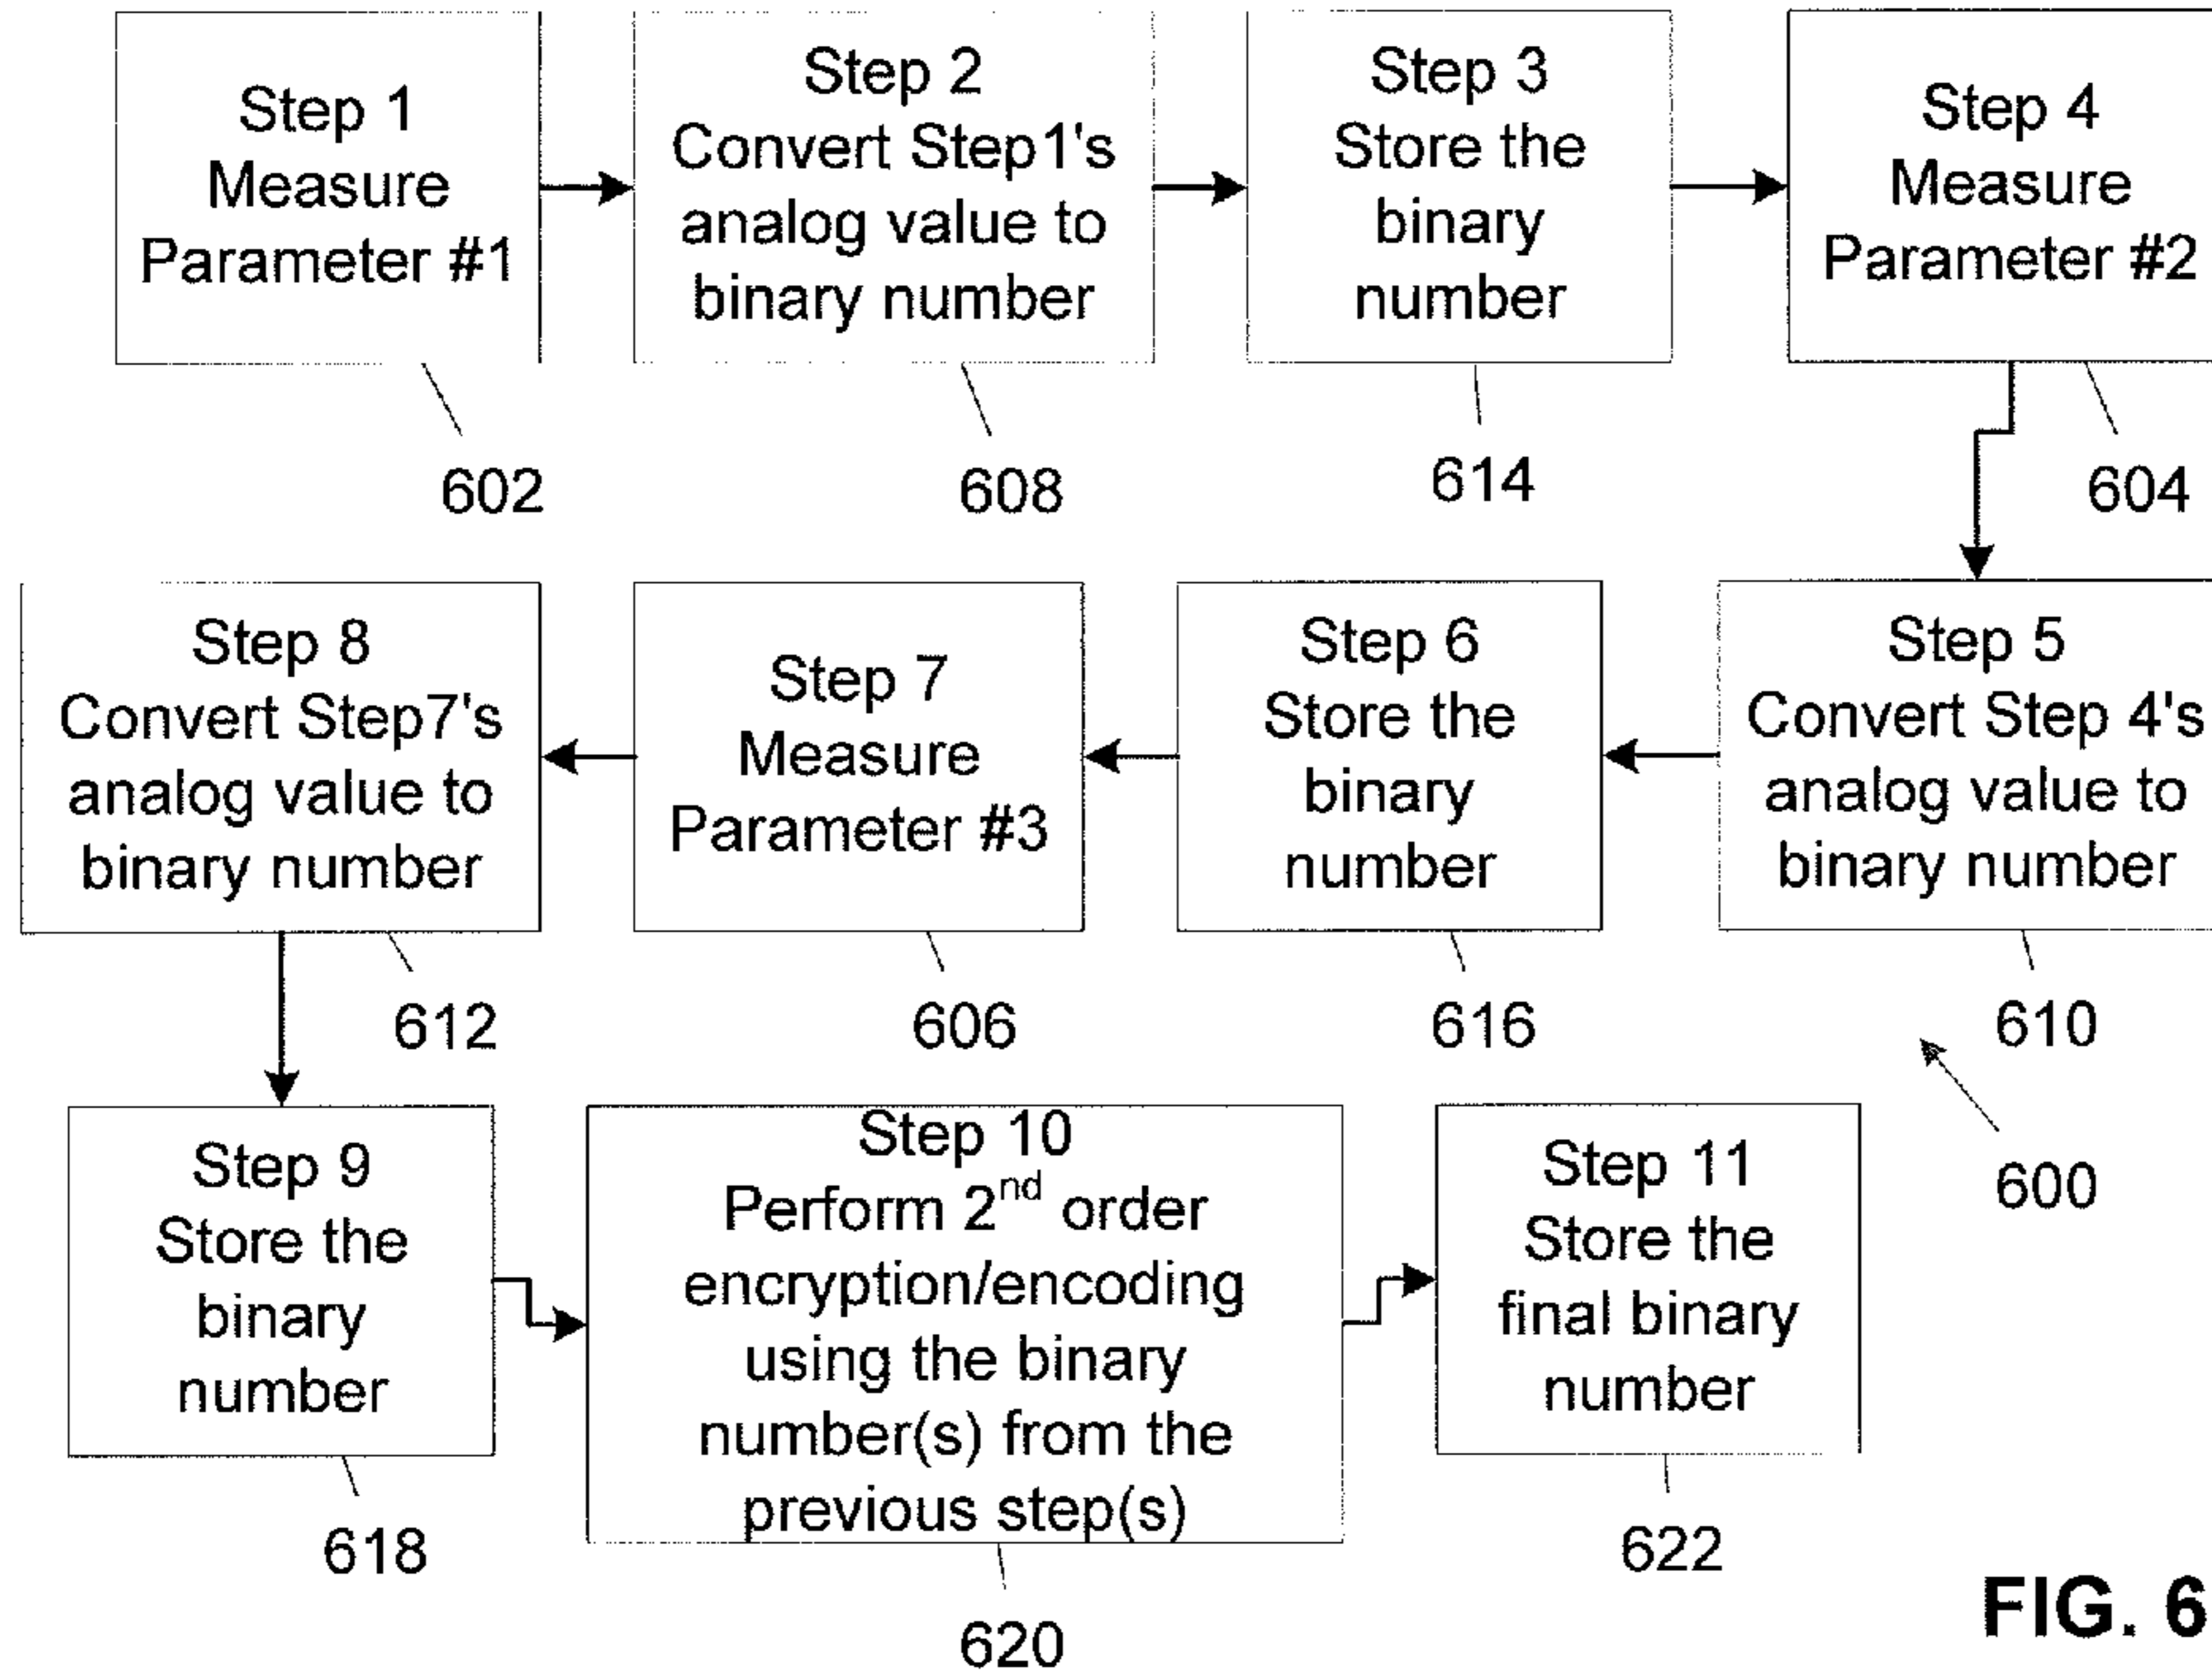 Step 1
Measure
Parameter #1
602
Step 2
Convert Step1's
analog value to
binary number
608
Step 3
Store the
binary
number
614
Step 4
Measure
Parameter #2
604
Step 5
Convert Step 4's
analog value to
binary number
610
Step 6
Store the
binary
number
616
Step 7
Measure
Parameter #3
606
Step 8
Convert Step7's
analog value to
binary number
612
Step 9
Store the
binary
number
618
Step 10
Perform 2nd order
encryption/encoding
using the binary
number(s) from the
previous step(s)
620
Step 11
Store the
final binary
number
622
600
FIG. 6